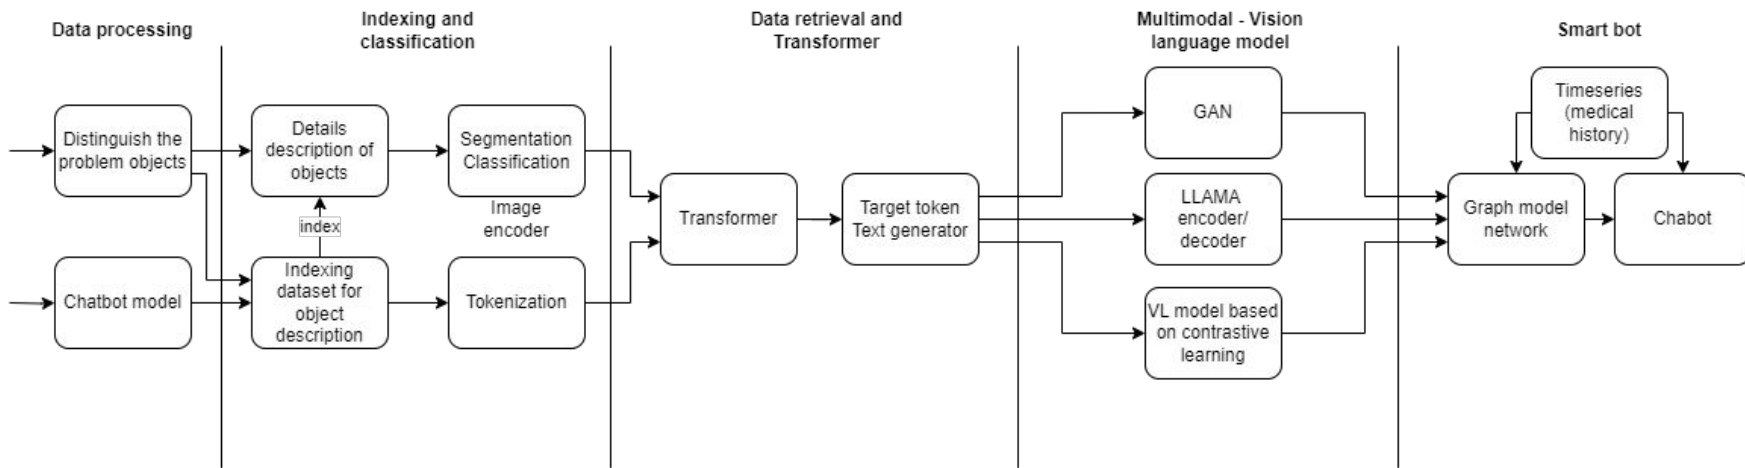 Data processing
Indexing and
classification
Data retrieval and
Transformer
Multimodal - Vision
language model
Smart bot
Distinguish the
problem objects
Details
description of
objects
Segmentation
Classification
Image
encoder
index
Chatbot model
Indexing
dataset for
object
description
Tokenization
Transformer
Target token
Text generator
GAN
LLAMA
encoder/
decoder
VL model based
on contrastive
learning
Timeseries
(medical
history)
Graph model
network
Chabot